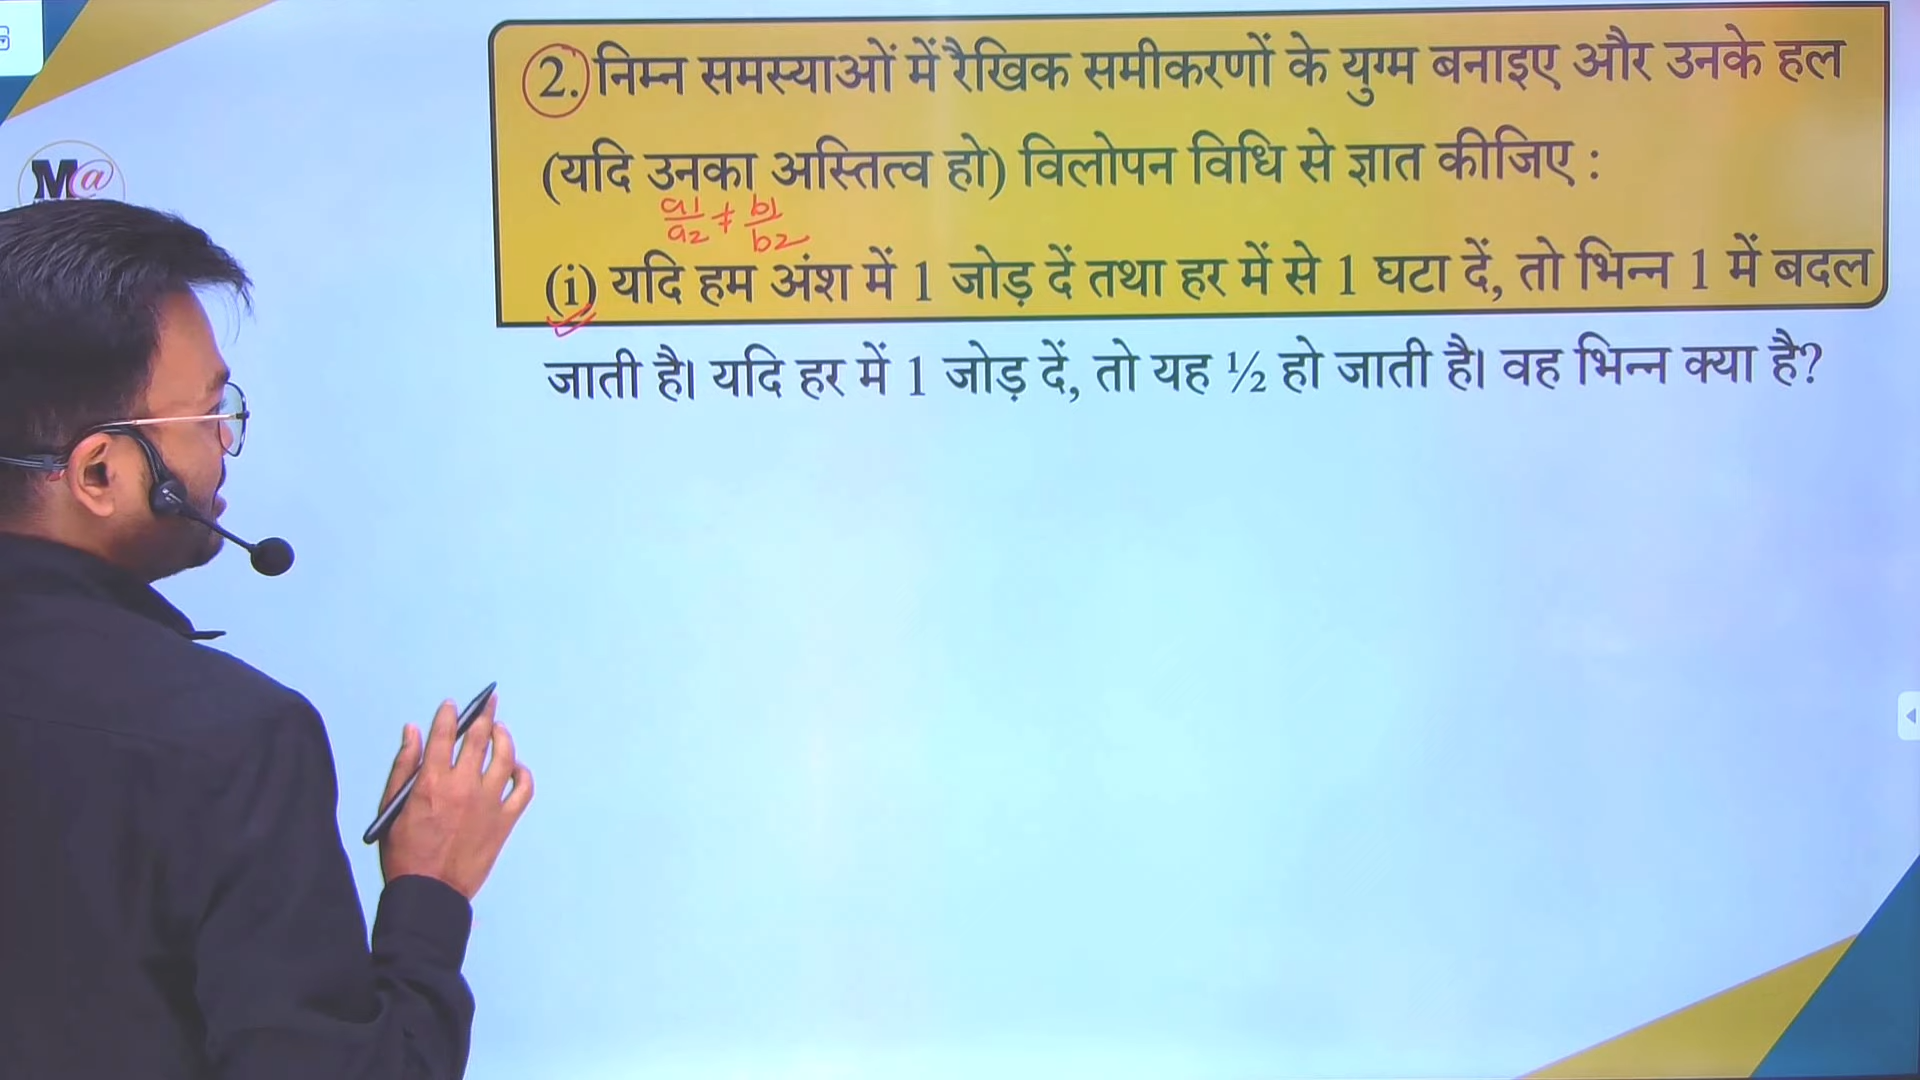 2. निम्न समस्याओं में रैखिक समीकरणों के युग्म बनाइए और उनके हल
(यदि उनका अस्तित्व हो) विलोपन विधि से ज्ञात कीजिए :
a1/a2 ≠ b1/b2
(i) यदि हम अंश में 1 जोड़ दें तथा हर में से 1 घटा दें, तो भिन्न 1 में बदल
जाती है। यदि हर में 1 जोड़ दें, तो यह ½ हो जाती है। वह भिन्न क्या है?
M@